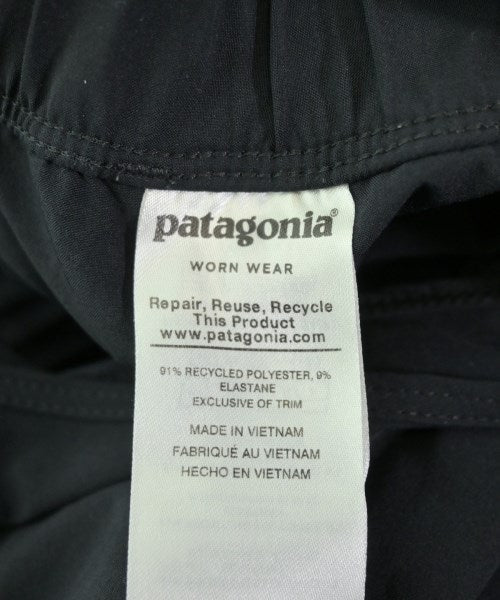 patagonia®
WORN WEAR
Repair, Reuse, Recycle
This Product
www.patagonia.com
91% RECYCLED POLYESTER, 9%
ELASTANE
EXCLUSIVE OF TRIM
MADE IN VIETNAM
FABRIQUÉ AU VIETNAM
HECHO EN VIETNAM